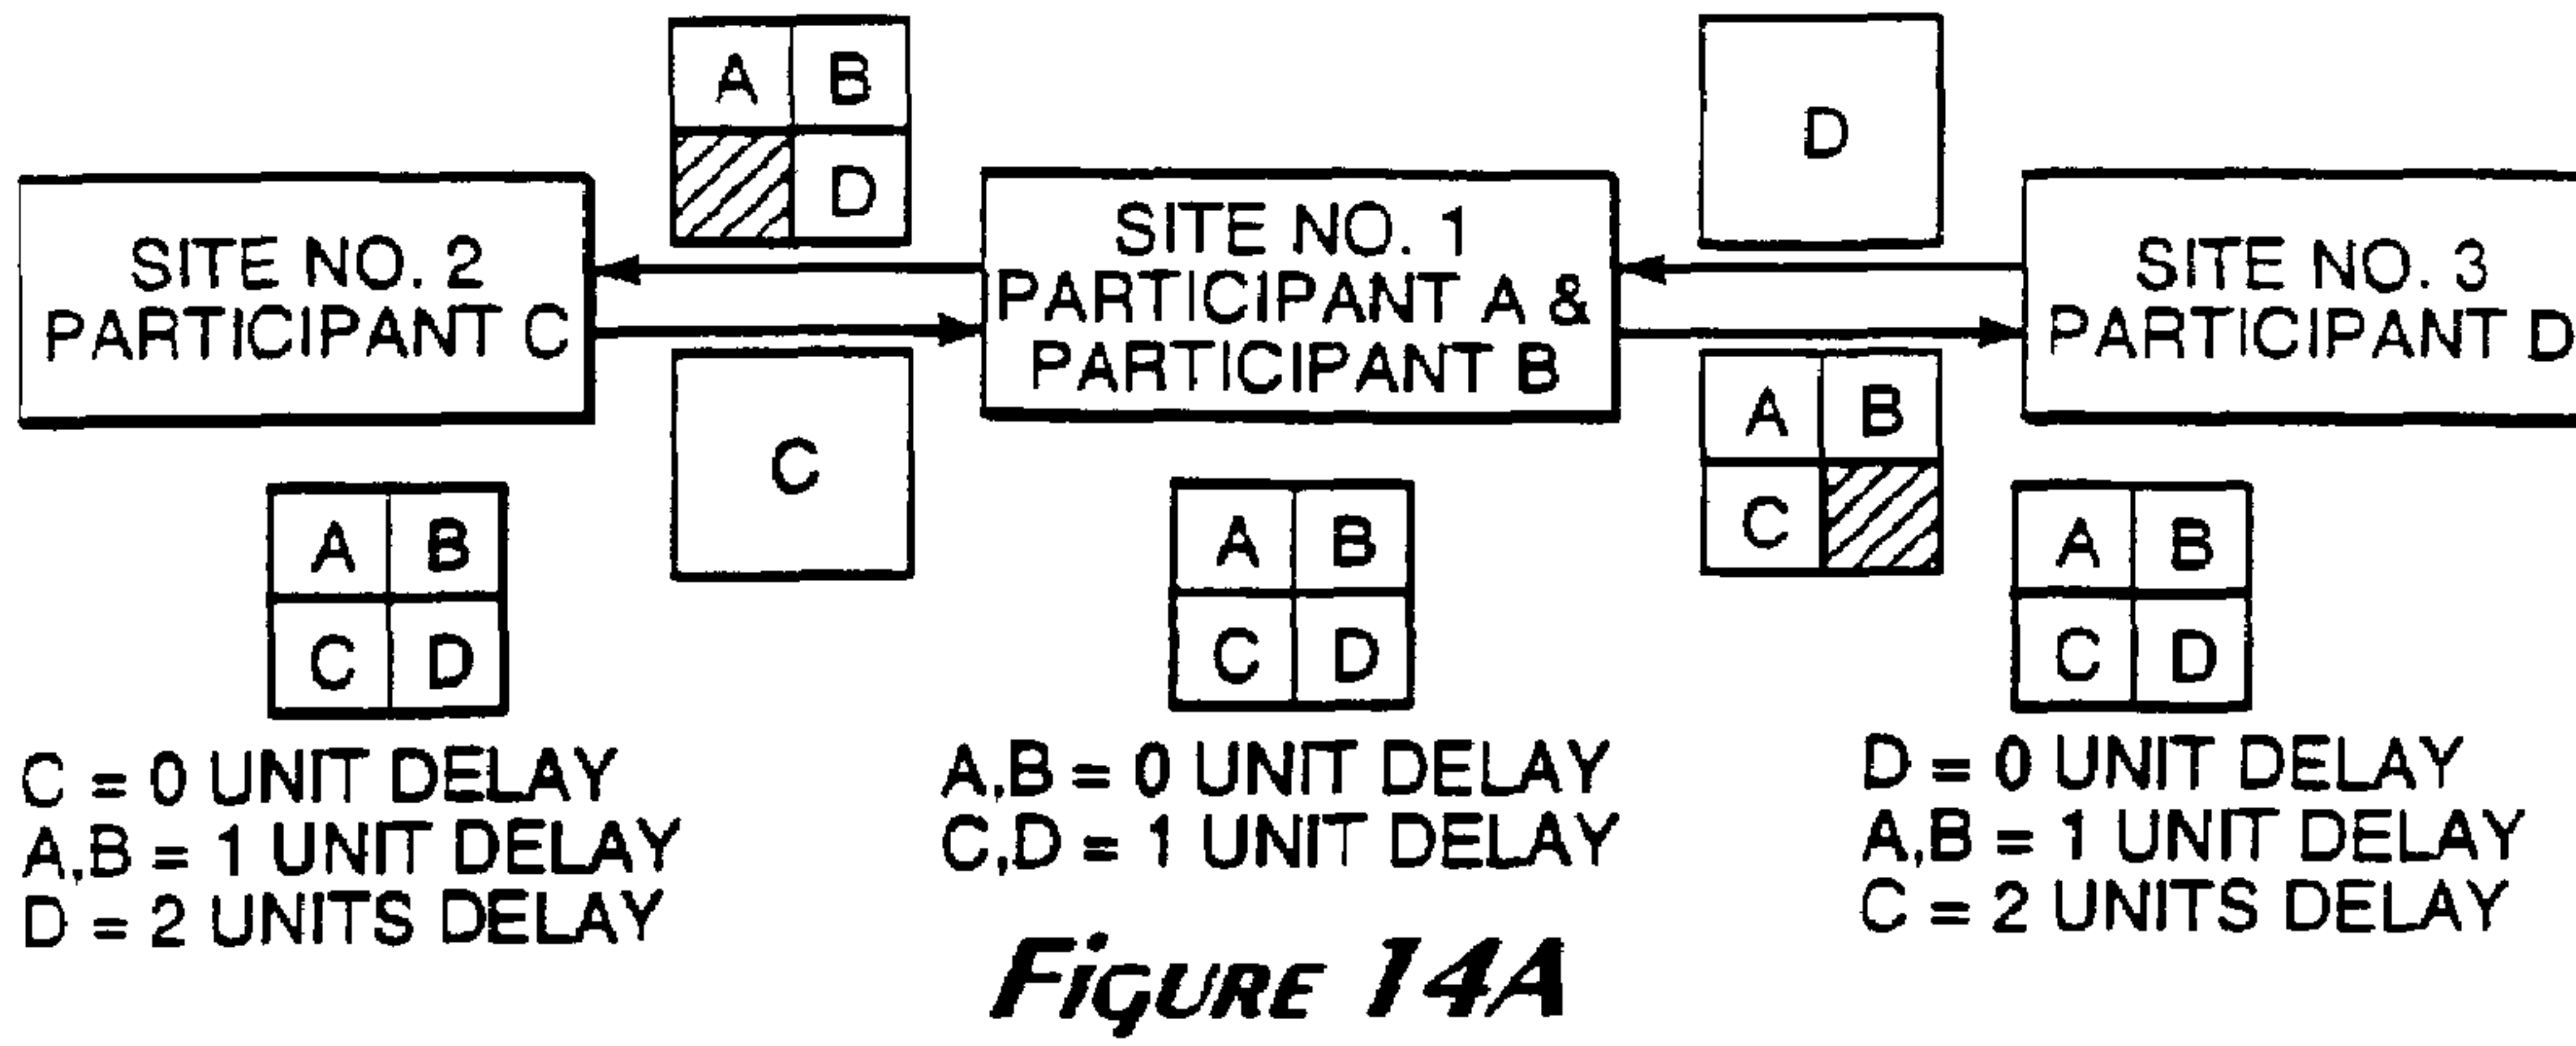 A B
D
D
SITE NO. 2
PARTICIPANT C
SITE NO. 1
PARTICIPANT A &
PARTICIPANT B
SITE NO. 3
PARTICIPANT D
C
A B
C
A B
C D
A B
C D
A B
C D
C = 0 UNIT DELAY
A,B = 1 UNIT DELAY
D = 2 UNITS DELAY
A,B = 0 UNIT DELAY
C,D = 1 UNIT DELAY
D = 0 UNIT DELAY
A,B = 1 UNIT DELAY
C = 2 UNITS DELAY
FIGURE 14A